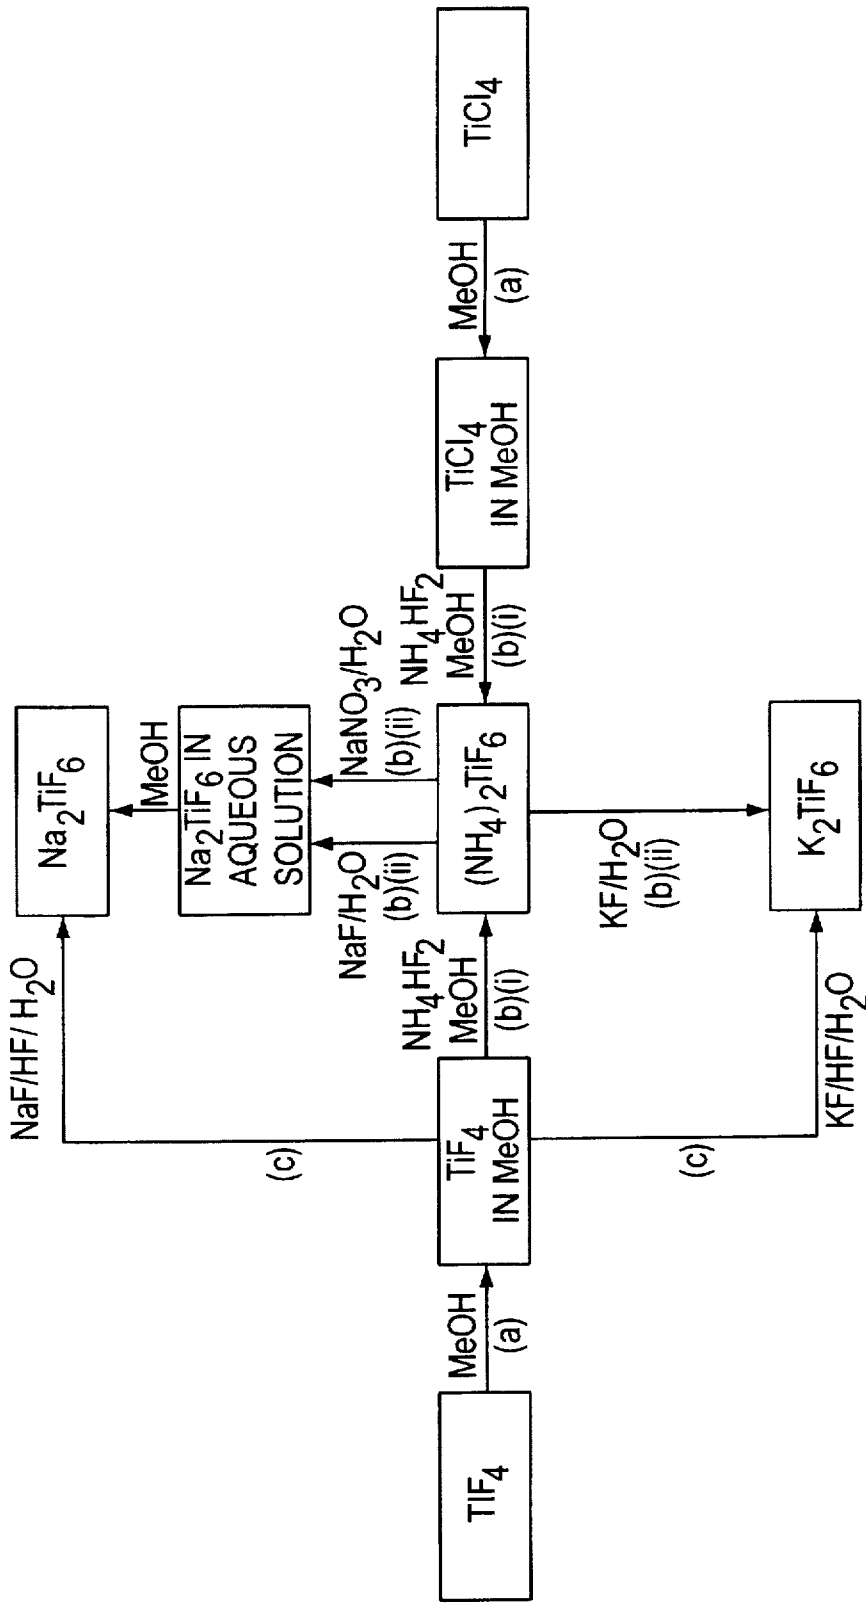 NaF/HF/ H2O
Na2TiF6
MeOH
Na2TiF6 IN
AQUEOUS
SOLUTION
NaF/H2O
(b)(ii)
NaNO3/H2O
(b)(ii)
(c)
TIF4
MeOH
(a)
TiF4
IN MeOH
NH4HF2
MeOH
(b)(i)
(NH4)2TiF6
NH4HF2
MeOH
(b)(i)
TiCl4
IN MeOH
MeOH
(a)
TiCl4
(c)
KF/H2O
(b)(ii)
KF/HF/H2O
K2TiF6